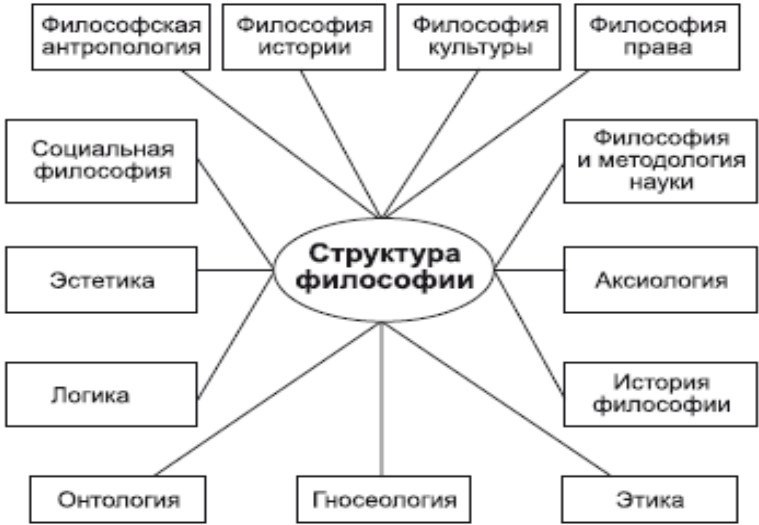 Философская
антропология
Философия
истории
Философия
культуры
Философия
права
Социальная
философия
Философия
и методология
науки
Структура
философии
Эстетика
Аксиология
Логика
История
философии
Онтология
Гносеология
Этика